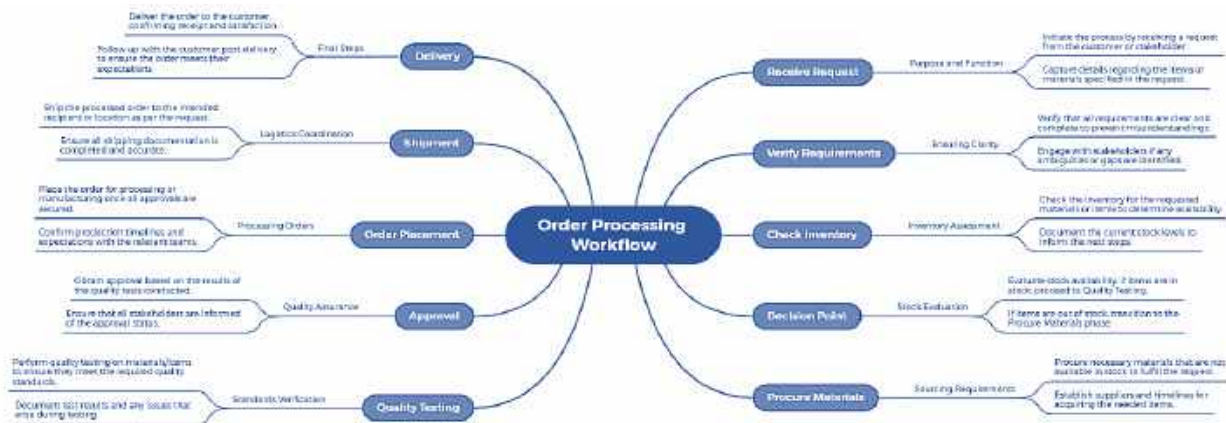 Order Processing
Workflow
Receive Request
Purpose and Function
Initiate the process by receiving a request
from the customer or stakeholder
Capture details regarding the items or
materials specified in the request.
Verify Requirements
Ensuring Clarity
Verify that all requirements are clear and
complete to prevent misunderstandings.
Engage with stakeholders if any
ambiguities or gaps are identified.
Check Inventory
Inventory Assessment
Check the inventory for the requested
materials or items to determine availability.
Document the current stock levels to
inform the next steps.
Decision Point
Stock Evaluation
Evaluate stock availability. If items are in
stock, proceed to Quality Testing.
If items are out of stock, transition to the
Procure Materials phase.
Procure Materials
Sourcing Requirements
Procure necessary materials that are not
available in stock to fulfill the request.
Establish suppliers and timelines for
acquiring the needed items.
Quality Testing
Standards Verification
Perform quality testing on materials/items
to ensure they meet the required quality
standards.
Document test results and any issues that
arise during testing.
Approval
Quality Assurance
Obtain approval based on the results of
the quality tests conducted.
Ensure that all stakeholders are informed
of the approval status.
Order Placement
Processing Orders
Place the order for processing or
manufacturing once all approvals are
secured.
Confirm production timelines and
expectations with the relevant teams.
Shipment
Logistics Coordination
Ship the processed order to the intended
recipient or location as per the request.
Ensure all shipping documentation is
completed and accurate.
Delivery
Final Steps
Deliver the order to the customer,
confirming receipt and satisfaction.
Follow up with the customer post-delivery
to ensure the order meets their
expectations.